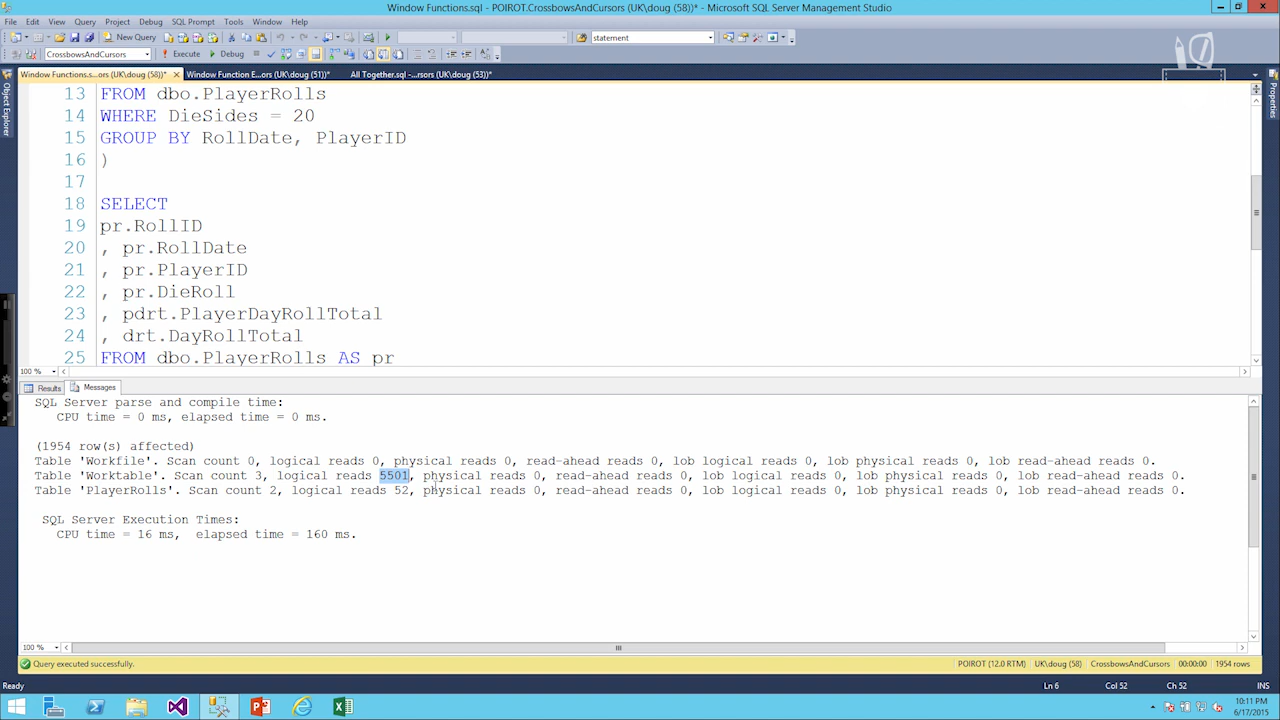 Window Functions.sql - POIROT.CrossbowsAndCursors (UK\doug (58))* - Microsoft SQL Server Management Studio
File Edit View Query Project Debug SQL Prompt Tools Window Help
New Query statement
CrossbowsAndCursors Execute Debug
Window Functions.s...ors (UK\doug (58))* Window Function E...ors (UK\doug (51))* All Together.sql -...rsors (UK\doug (53))*
Object Explorer
Properties
13 FROM dbo.PlayerRolls
14 WHERE DieSides = 20
15 GROUP BY RollDate, PlayerID
16 )
17
18 SELECT
19 pr.RollID
20 , pr.RollDate
21 , pr.PlayerID
22 , pr.DieRoll
23 , pdrt.PlayerDayRollTotal
24 , drt.DayRollTotal
25 FROM dbo.PlayerRolls AS pr
100 %
Results Messages
SQL Server parse and compile time:
CPU time = 0 ms, elapsed time = 0 ms.
(1954 row(s) affected)
Table 'Workfile'. Scan count 0, logical reads 0, physical reads 0, read-ahead reads 0, lob logical reads 0, lob physical reads 0, lob read-ahead reads 0.
Table 'Worktable'. Scan count 3, logical reads 5501, physical reads 0, read-ahead reads 0, lob logical reads 0, lob physical reads 0, lob read-ahead reads 0.
Table 'PlayerRolls'. Scan count 2, logical reads 52, physical reads 0, read-ahead reads 0, lob logical reads 0, lob physical reads 0, lob read-ahead reads 0.
SQL Server Execution Times:
CPU time = 16 ms, elapsed time = 160 ms.
100 %
Query executed successfully. POIROT (12.0 RTM) UK\doug (58) CrossbowsAndCursors 00:00:00 1954 rows
Ready Ln 6 Col 52 Ch 52 INS
10:11 PM
6/17/2015